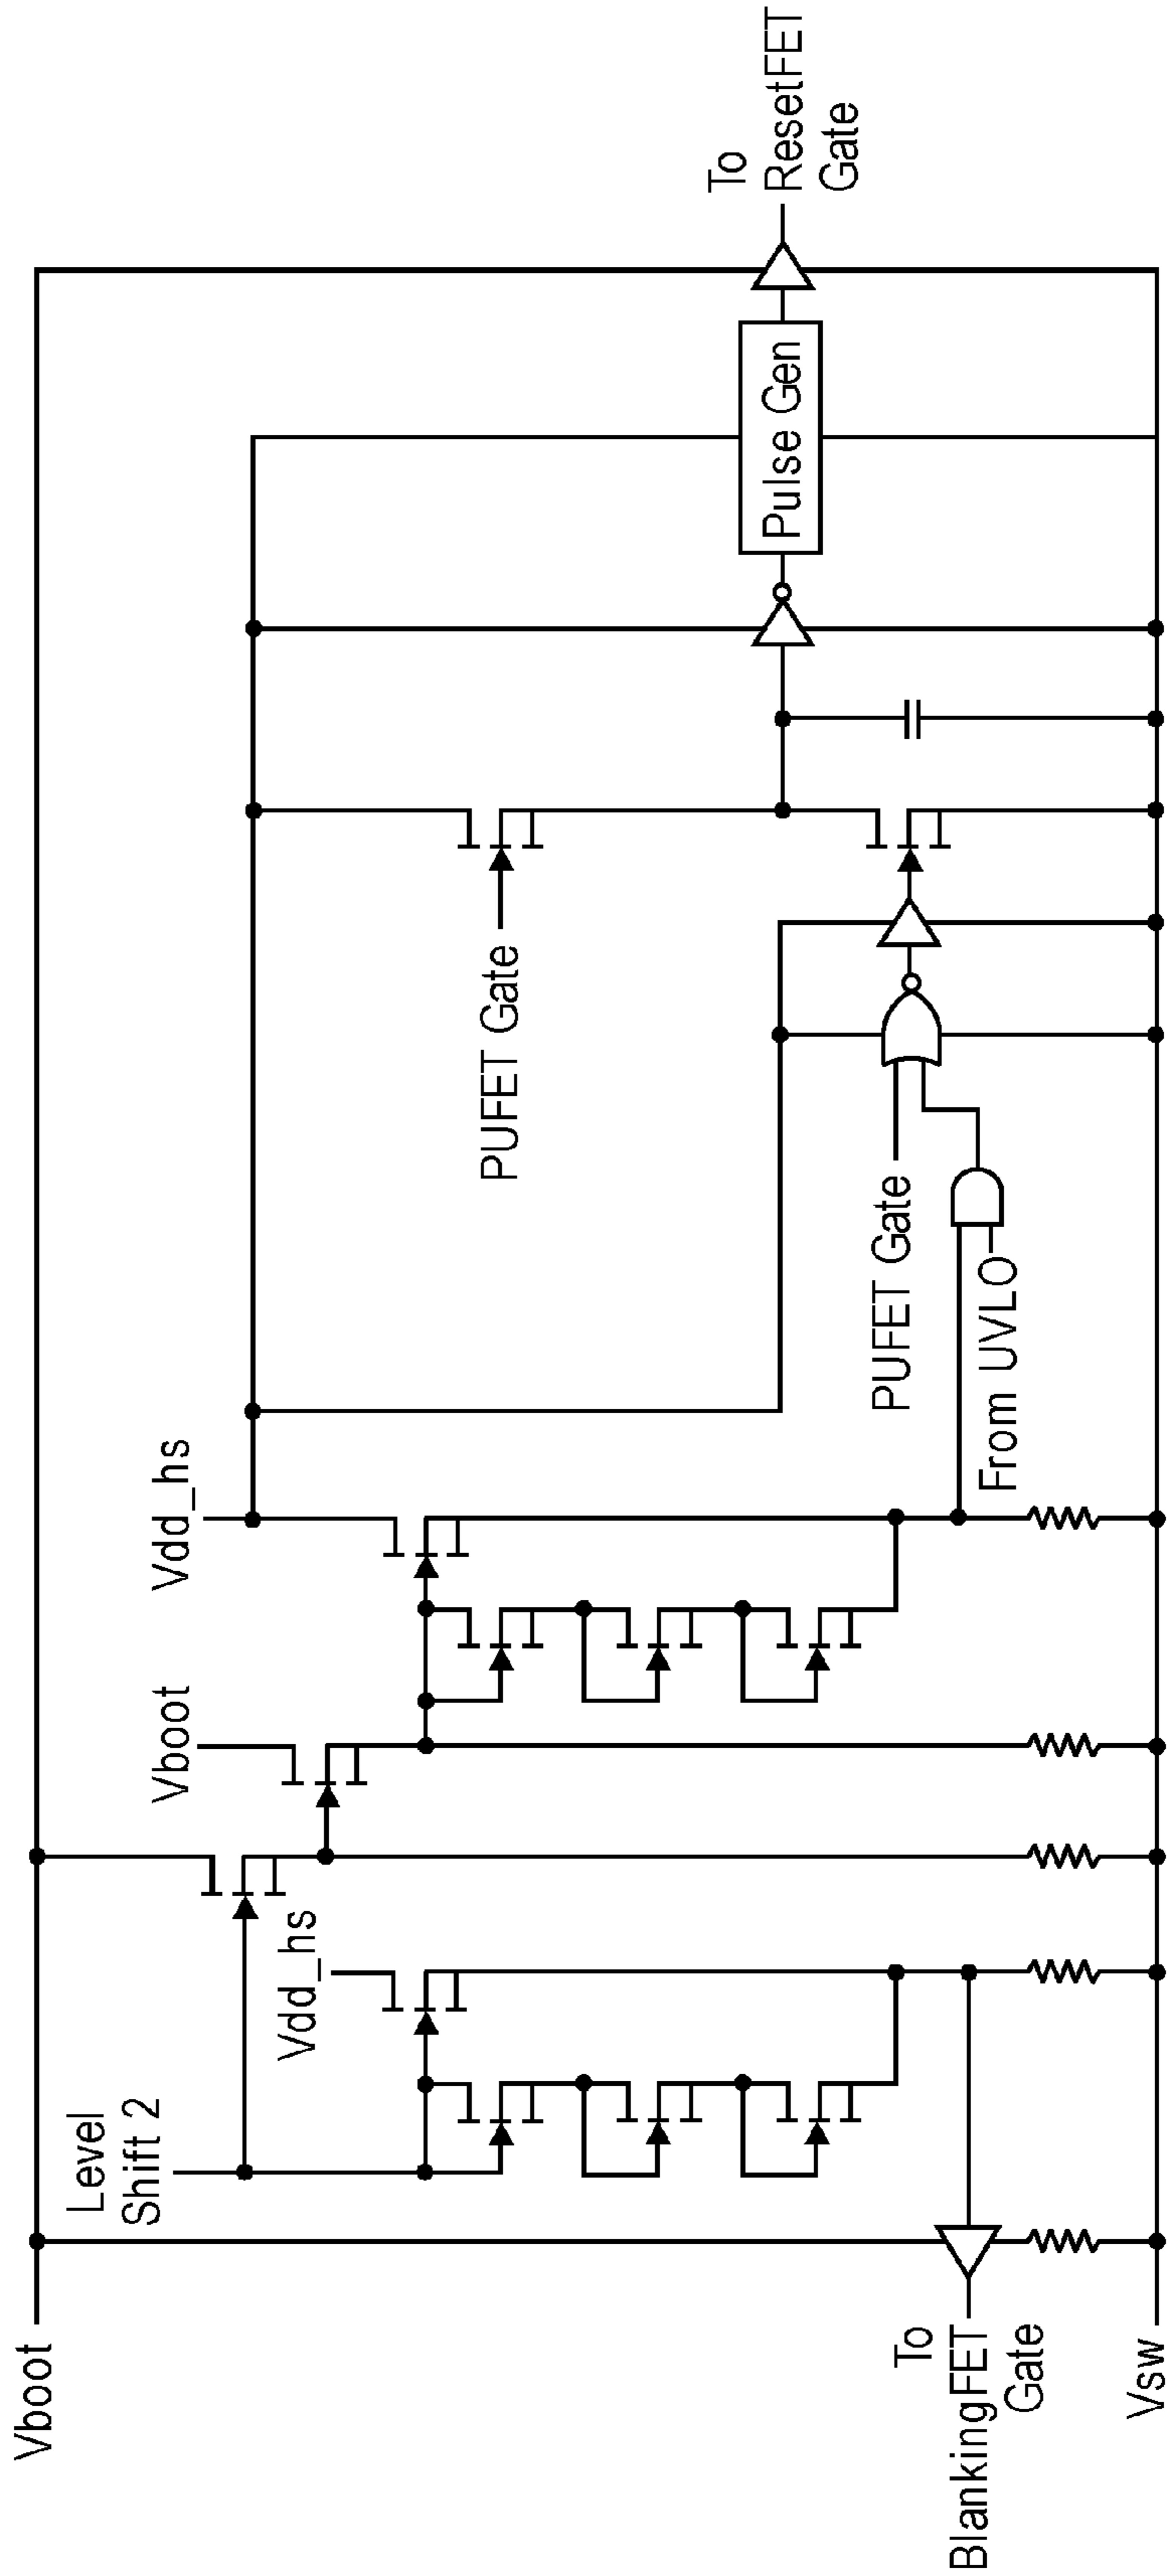 Vboot
Level
Shift 2
Vdd_hs
Vboot
Vdd_hs
PUFET Gate
PUFET Gate
From UVLO
Pulse Gen
To
ResetFET
Gate
To
BlankingFET
Gate
Vsw